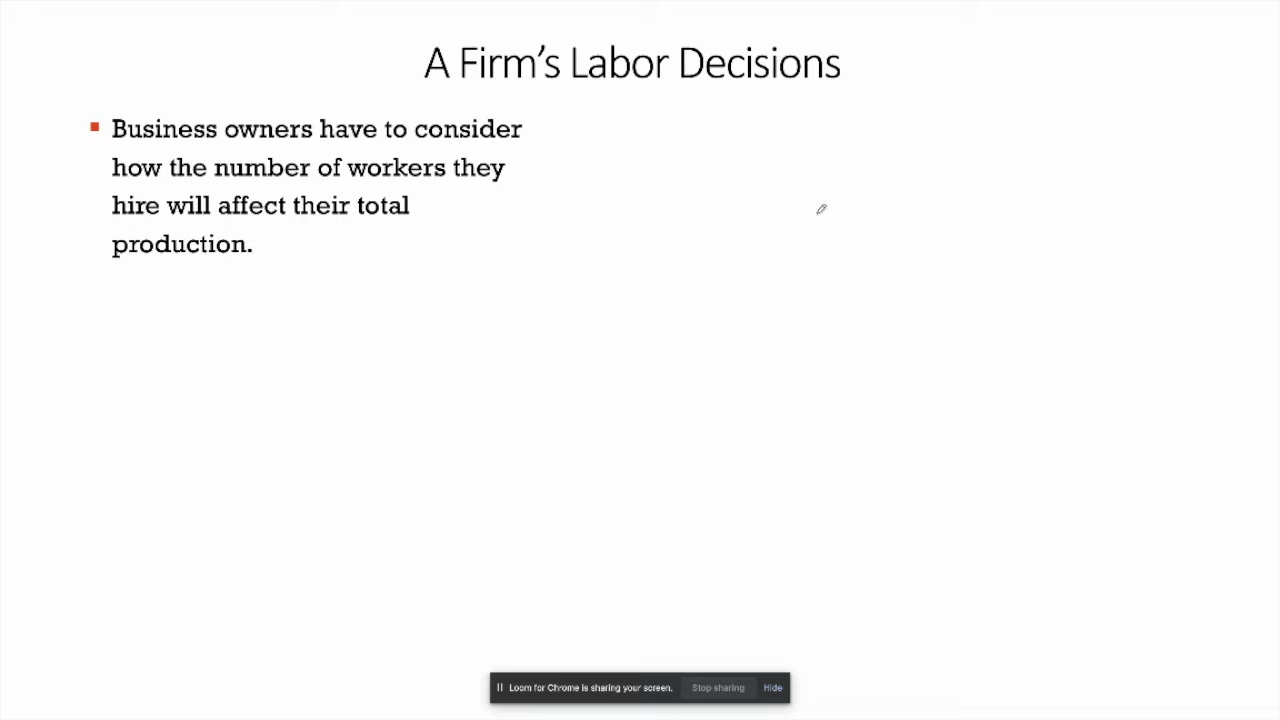 A Firm's Labor Decisions
Business owners have to consider
how the number of workers they
hire will affect their total
production.
Loom for Chrome is sharing your screen. Stop sharing Hide